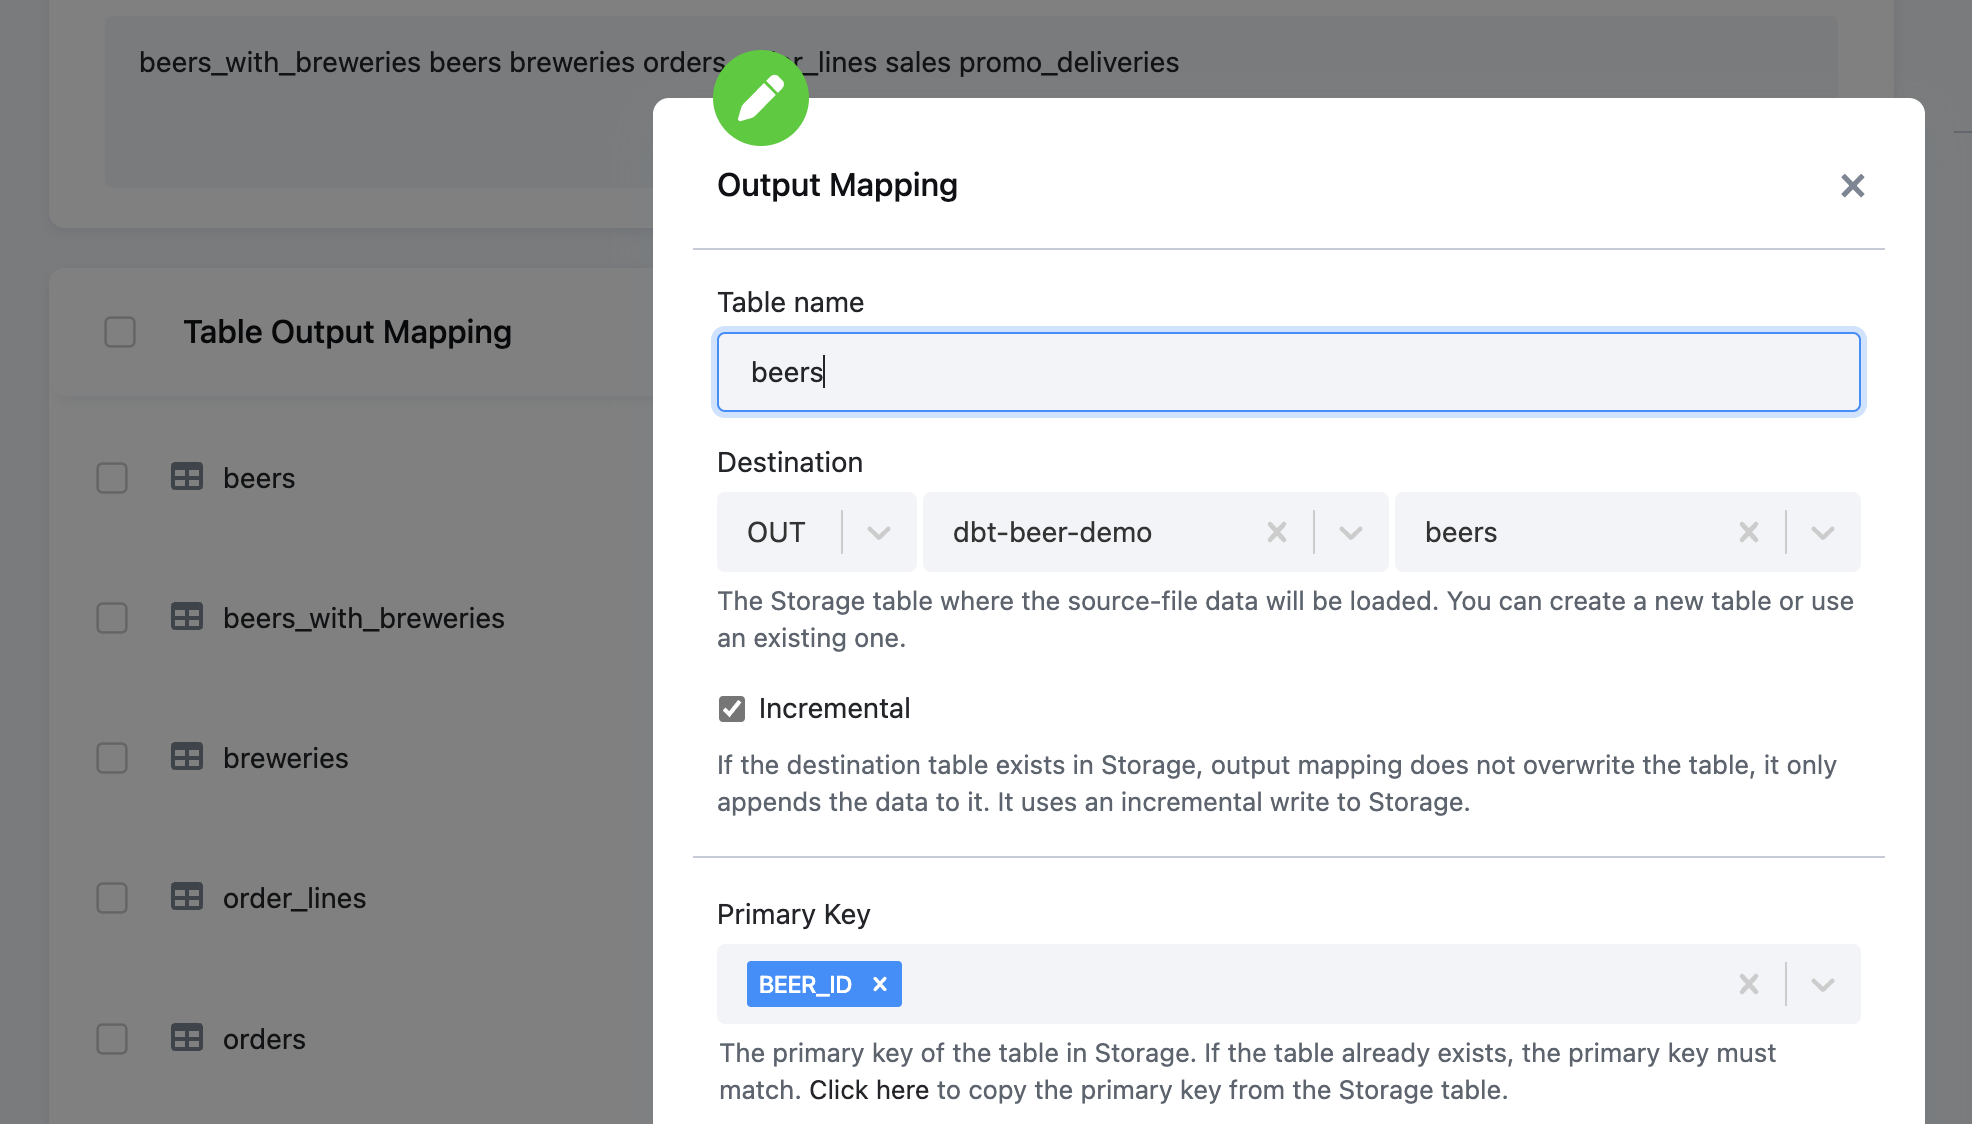 beers_with_breweries beers breweries orders r_lines sales promo_deliveries
Output Mapping
Table name
beers
Destination
OUT
dbt-beer-demo
beers
The Storage table where the source-file data will be loaded. You can create a new table or use
an existing one.
Incremental
If the destination table exists in Storage, output mapping does not overwrite the table, it only
appends the data to it. It uses an incremental write to Storage.
Primary Key
BEER_ID
The primary key of the table in Storage. If the table already exists, the primary key must
match. Click here to copy the primary key from the Storage table.
Table Output Mapping
beers
beers_with_breweries
breweries
order_lines
orders